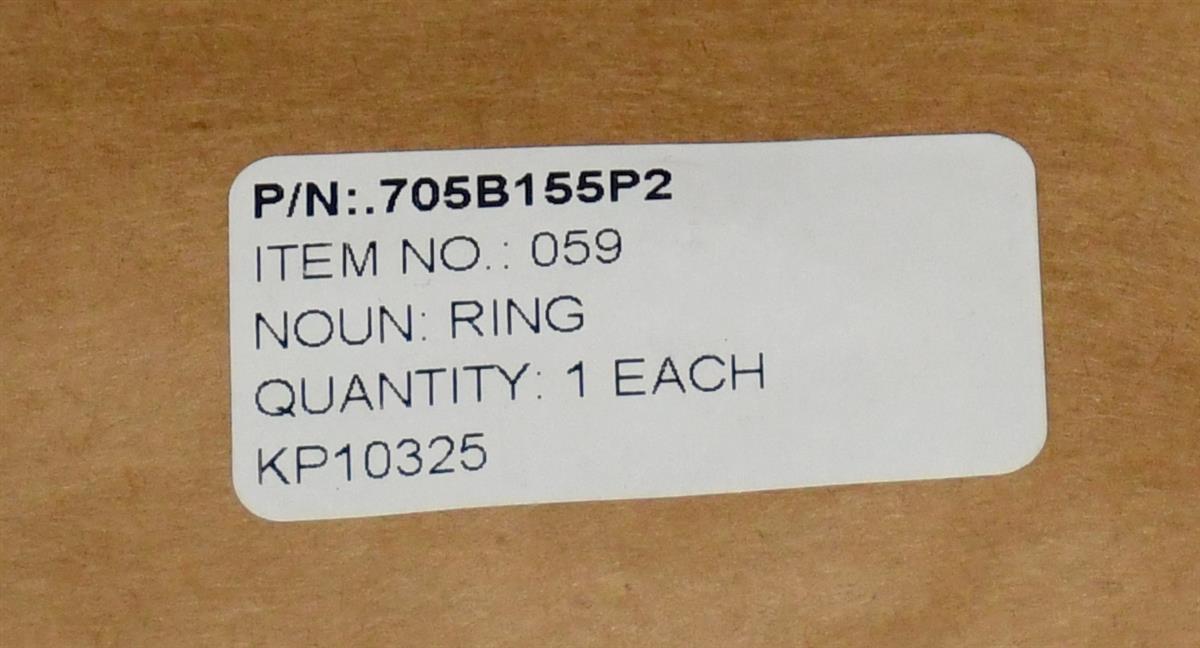 P/N:.705B155P2
ITEM NO.: 059
NOUN: RING
QUANTITY: 1 EACH
KP10325